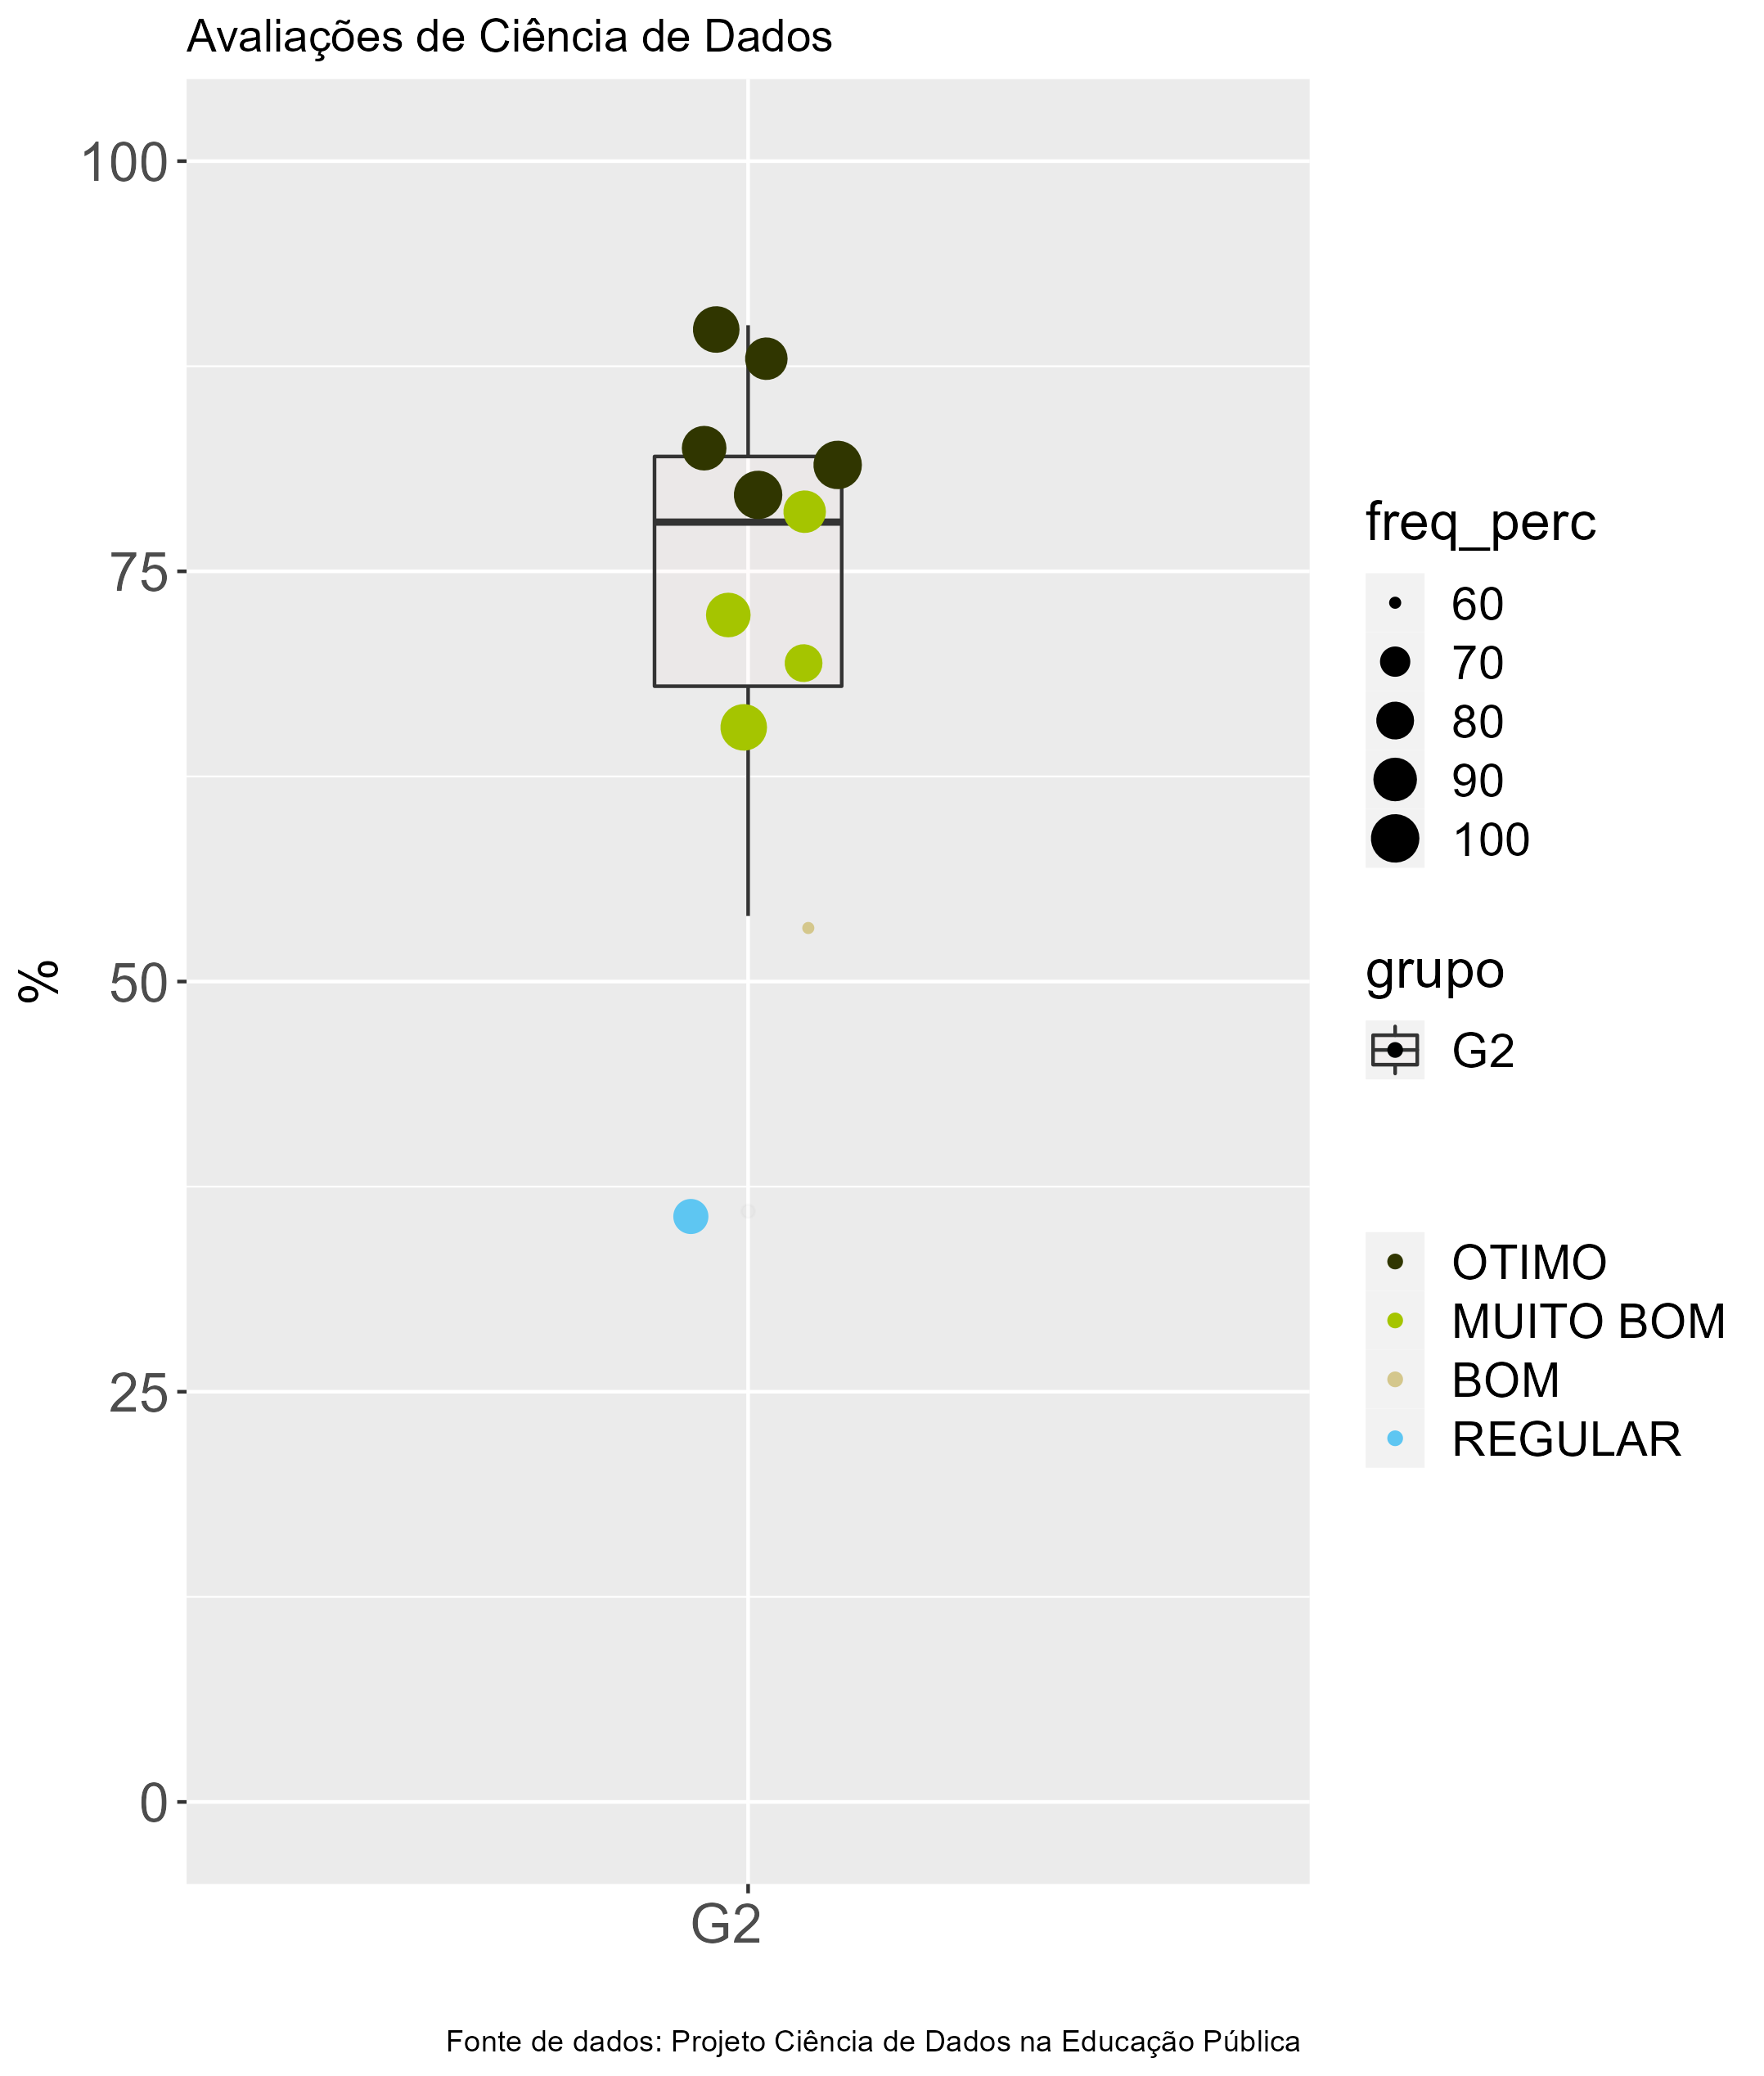 Avaliações de Ciência de Dados
100
75
50
25
0
%
G2
freq_perc
60
70
80
90
100
grupo
G2
OTIMO
MUITO BOM
BOM
REGULAR
Fonte de dados: Projeto Ciência de Dados na Educação Pública